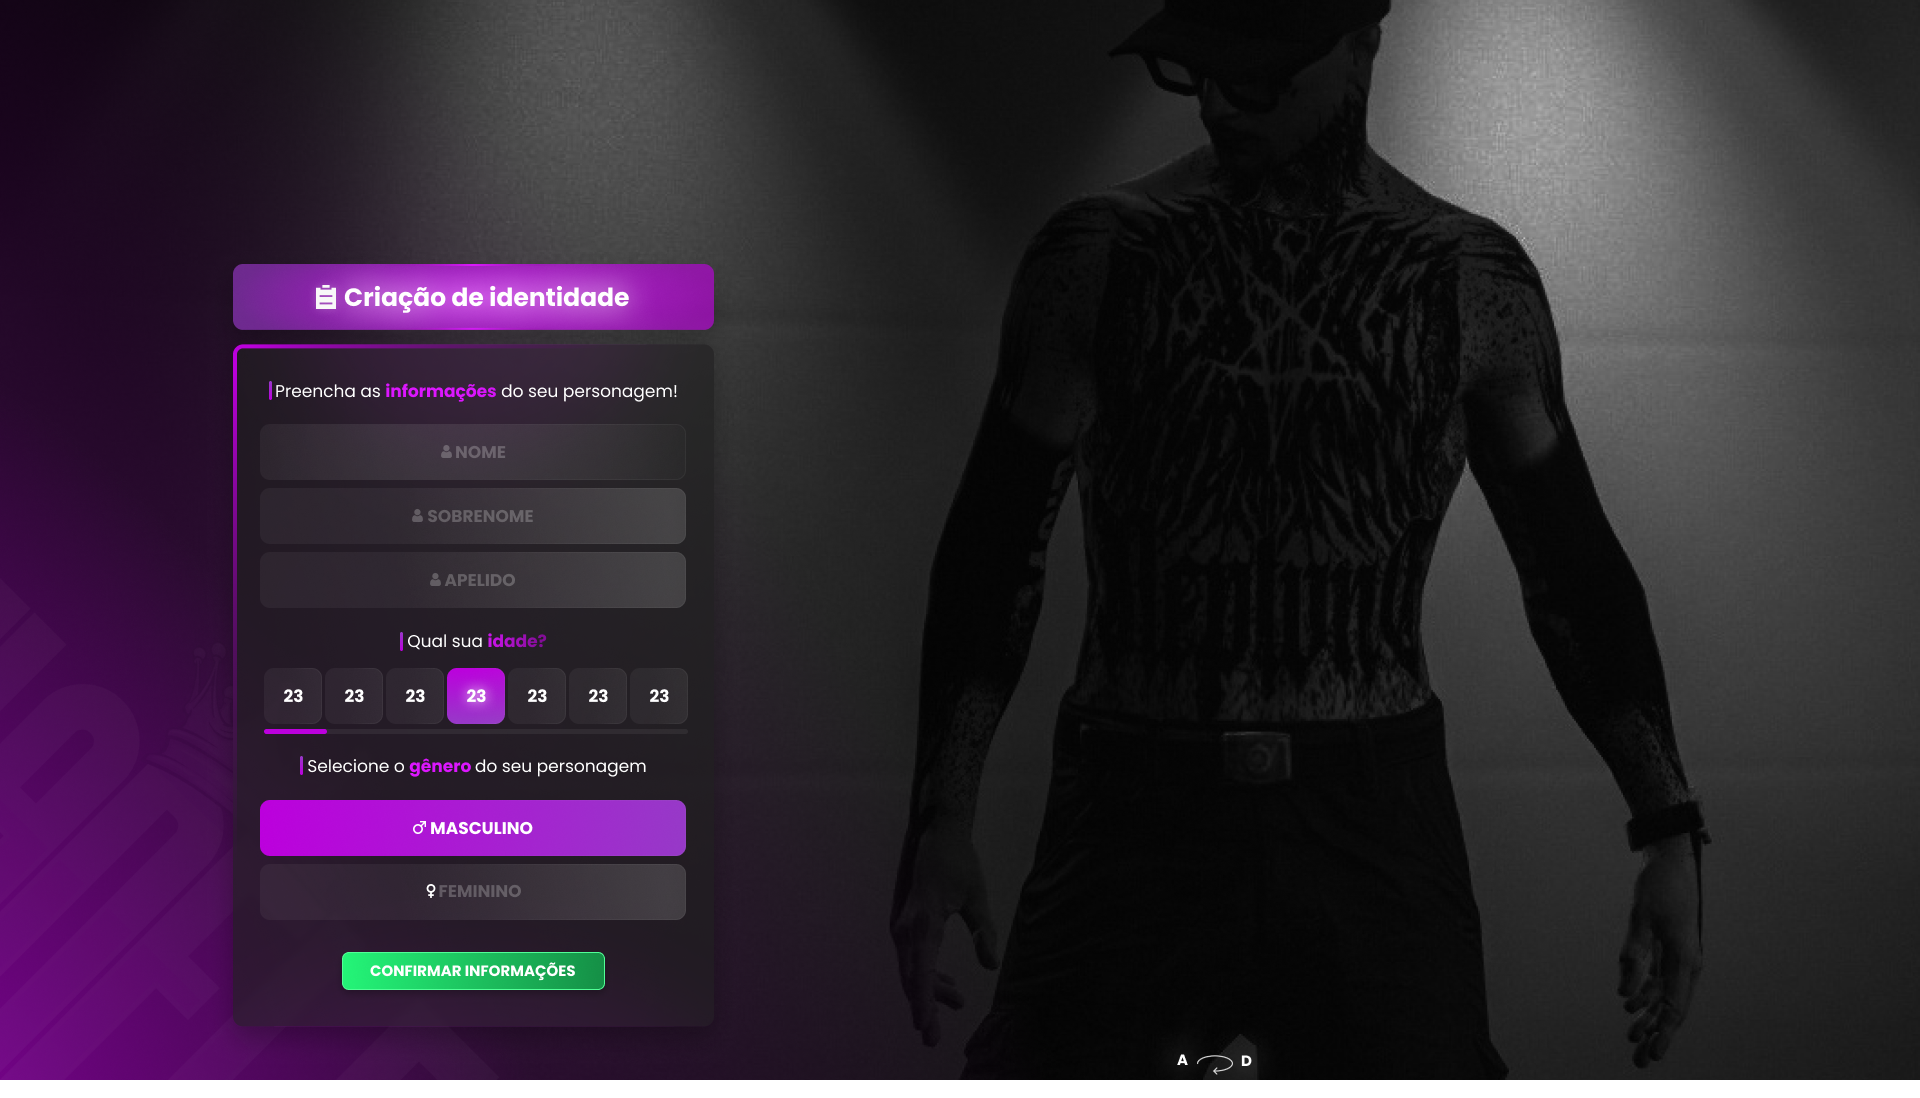 Criação de identidade
Preencha as informações do seu personagem!
NOME
SOBRENOME
APELIDO
Qual sua idade?
23 23 23 23 23 23 23
Selecione o gênero do seu personagem
MASCULINO
FEMININO
CONFIRMAR INFORMAÇÕES
A D